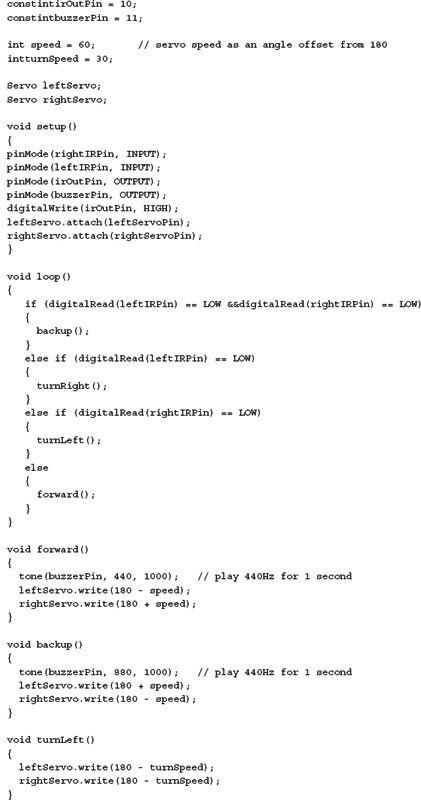 constintirOutPin = 10;
constintbuzzerPin = 11;
int speed = 60;       // servo speed as an angle offset from 180
intturnSpeed = 30;
Servo leftServo;
Servo rightServo;
void setup()
{
pinMode(rightIRPin, INPUT);
pinMode(leftIRPin, INPUT);
pinMode(irOutPin, OUTPUT);
pinMode(buzzerPin, OUTPUT);
digitalWrite(irOutPin, HIGH);
leftServo.attach(leftServoPin);
rightServo.attach(rightServoPin);
}
void loop()
{
   if (digitalRead(leftIRPin) == LOW &&digitalRead(rightIRPin) == LOW)
   {
     backup();
   }
   else if (digitalRead(leftIRPin) == LOW)
   {
     turnRight();
   }
   else if (digitalRead(rightIRPin) == LOW)
   {
     turnLeft();
   }
   else
   {
     forward();
   }
}
void forward()
{
  tone(buzzerPin, 440, 1000);   // play 440Hz for 1 second
  leftServo.write(180 - speed);
  rightServo.write(180 + speed);
}
void backup()
{
  tone(buzzerPin, 880, 1000);   // play 440Hz for 1 second
  leftServo.write(180 + speed);
  rightServo.write(180 - speed);
}
void turnLeft()
{
  leftServo.write(180 - turnSpeed);
  rightServo.write(180 - turnSpeed);
}